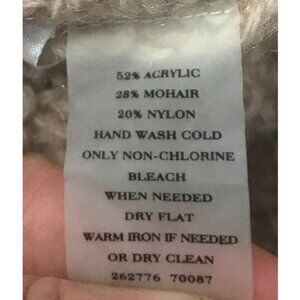 52% ACRYLIC
28% MOHAIR
20% NYLON
HAND WASH COLD
ONLY NON-CHLORINE
BLEACH
WHEN NEEDED
DRY FLAT
WARM IRON IF NEEDED
OR DRY CLEAN
262776 70087